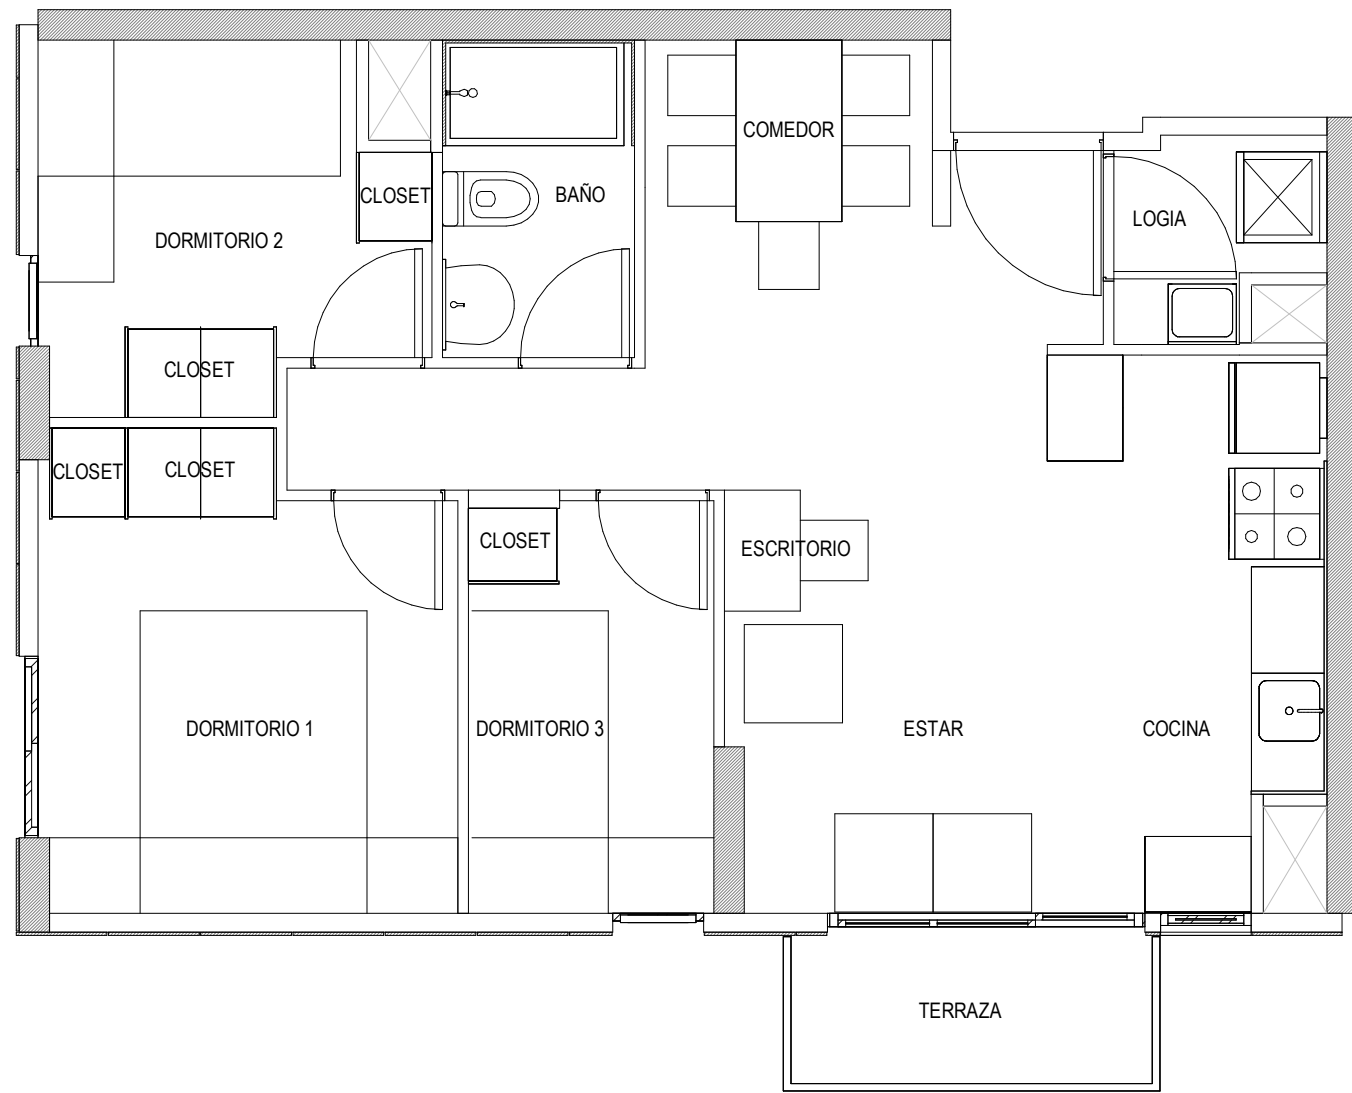 COMEDOR
CLOSET
BAÑO
LOGIA
DORMITORIO 2
CLOSET
CLOSET
CLOSET
CLOSET
ESCRITORIO
DORMITORIO 1
DORMITORIO 3
ESTAR
COCINA
TERRAZA